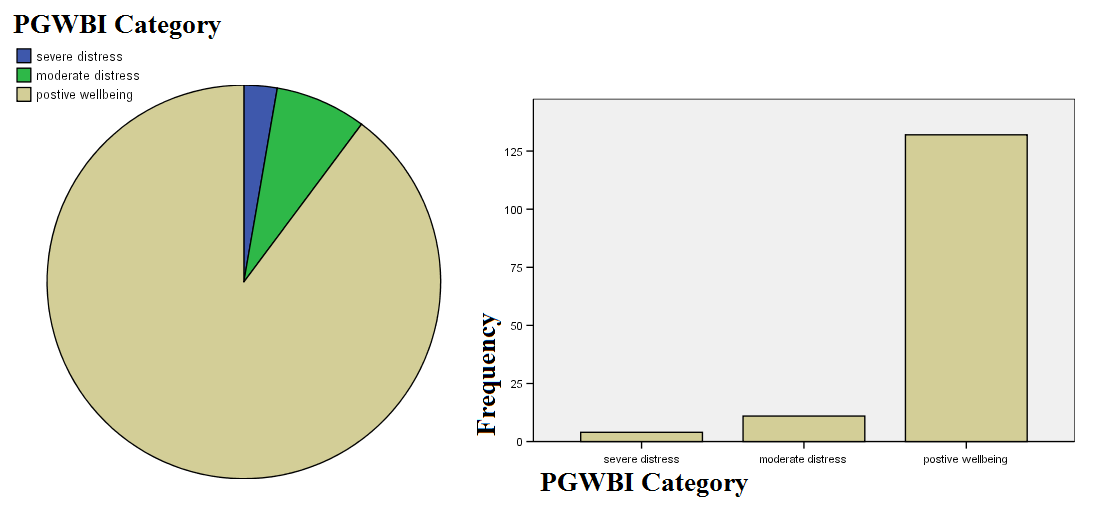 PGWBI Category
severe distress
moderate distress
postive wellbeing
Frequency
125
100
75
50
25
0
severe distress
moderate distress
postive wellbeing
PGWBI Category